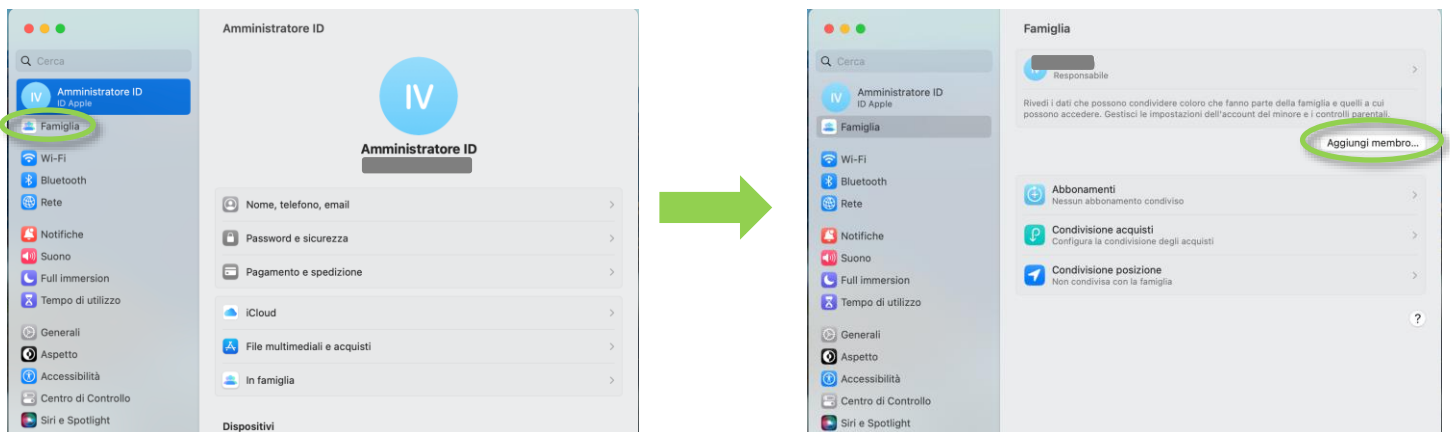 Amministratore ID
Cerca
IV
Amministratore ID
ID Apple
Famiglia
Wi-Fi
Bluetooth
Rete
Notifiche
Suono
Full immersion
Tempo di utilizzo
Generali
Aspetto
Accessibilità
Centro di Controllo
Siri e Spotlight
IV
Amministratore ID
Nome, telefono, email
Password e sicurezza
Pagamento e spedizione
iCloud
File multimediali e acquisti
In famiglia
Dispositivi
Famiglia
Cerca
IV
Amministratore ID
ID Apple
Famiglia
Wi-Fi
Bluetooth
Rete
Notifiche
Suono
Full immersion
Tempo di utilizzo
Generali
Aspetto
Accessibilità
Centro di Controllo
Siri e Spotlight
Responsabile
Rivedi i dati che possono condividere coloro che fanno parte della famiglia e quelli a cui
possono accedere. Gestisci le impostazioni dell'account del minore e i controlli parentali.
Aggiungi membro...
Abbonamenti
Nessun abbonamento condiviso
Condivisione acquisti
Configura la condivisione degli acquisti
Condivisione posizione
Non condivisa con la famiglia
?